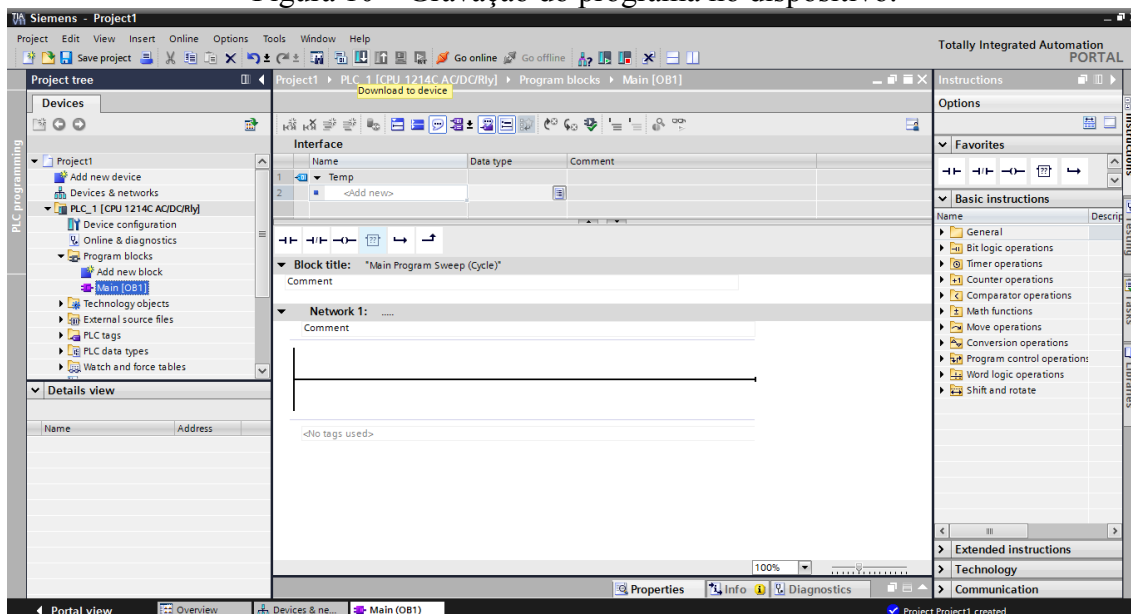 Figura 10 – Gravação do programa no dispositivo.
Siemens - Project1
Project Edit View Insert Online Options Tools Window Help
Totally Integrated Automation
PORTAL
Save project
Go online
Go offline
Project tree
Project1 PLC_1 [CPU 1214C AC/DC/Rly] Program blocks Main [OB1]
Instructions
Download to device
Devices
Options
PLC programming
Interface
Name Data type Comment
1 Temp
2 <Add new>
Project1
Add new device
Devices & networks
PLC_1 [CPU 1214C AC/DC/Rly]
Device configuration
Online & diagnostics
Program blocks
Add new block
Main [OB1]
Technology objects
External source files
PLC tags
PLC data types
Watch and force tables
Details view
Name Address
Block title: "Main Program Sweep (Cycle)"
Comment
Network 1: .....
Comment
<No tags used>
100%
Properties Info Diagnostics
Favorites
Basic instructions
Name Descrip
General
Bit logic operations
Timer operations
Counter operations
Comparator operations
Math functions
Move operations
Conversion operations
Program control operations
Word logic operations
Shift and rotate
Extended instructions
Technology
Communication
Instructions
Testing
Tasks
Libraries
Portal view Overview Devices & ne... Main (OB1) Project Project1 created